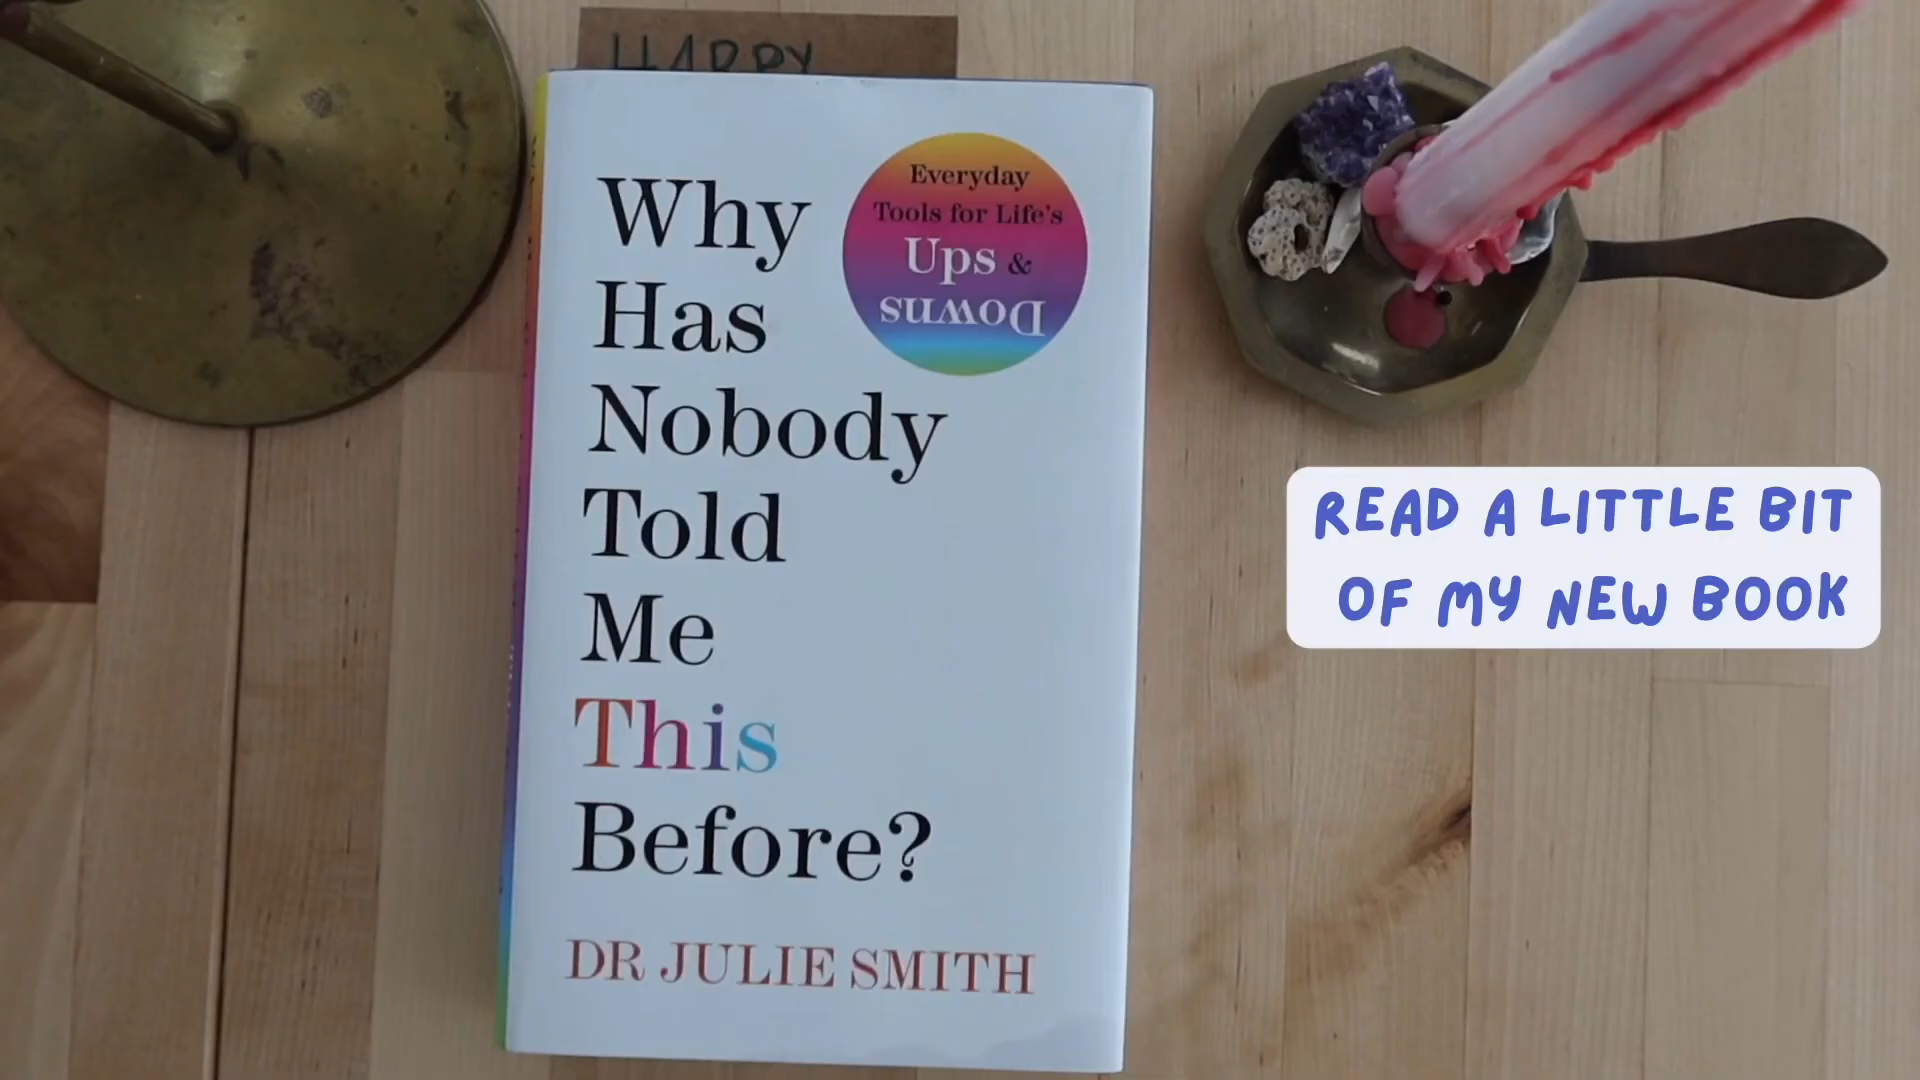 HAPPY
Why
Has
Nobody
Told
Me
This
Before?
DR JULIE SMITH
Everyday
Tools for Life's
Ups &
Downs
READ A LITTLE BIT
OF MY NEW BOOK